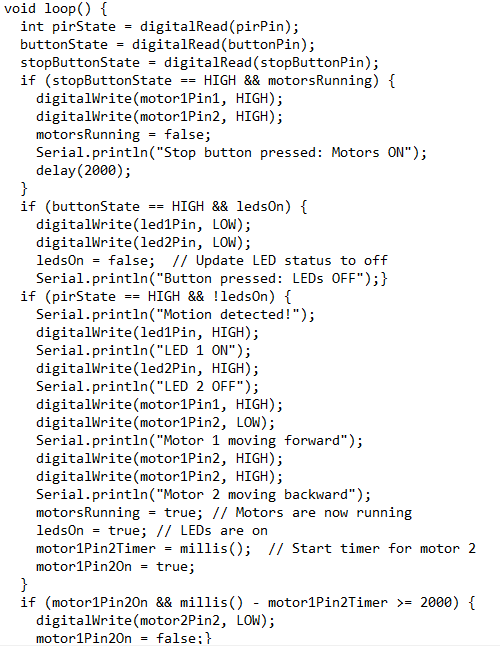 void loop() {
  int pirState = digitalRead(pirPin);
  buttonState = digitalRead(buttonPin);
  stopButtonState = digitalRead(stopButtonPin);
  if (stopButtonState == HIGH && motorsRunning) {
    digitalWrite(motor1Pin1, HIGH);
    digitalWrite(motor1Pin2, HIGH);
    motorsRunning = false;
    Serial.println("Stop button pressed: Motors ON");
    delay(2000);
  }
  if (buttonState == HIGH && ledsOn) {
    digitalWrite(led1Pin, LOW);
    digitalWrite(led2Pin, LOW);
    ledsOn = false;  // Update LED status to off
    Serial.println("Button pressed: LEDs OFF");}
  if (pirState == HIGH && !ledsOn) {
    Serial.println("Motion detected!");
    digitalWrite(led1Pin, HIGH);
    Serial.println("LED 1 ON");
    digitalWrite(led2Pin, HIGH);
    Serial.println("LED 2 OFF");
    digitalWrite(motor1Pin1, HIGH);
    digitalWrite(motor1Pin2, LOW);
    Serial.println("Motor 1 moving forward");
    digitalWrite(motor1Pin2, HIGH);
    digitalWrite(motor1Pin2, HIGH);
    Serial.println("Motor 2 moving backward");
    motorsRunning = true; // Motors are now running
    ledsOn = true; // LEDs are on
    motor1Pin2Timer = millis();  // Start timer for motor 2
    motor1Pin2On = true;
  }
  if (motor1Pin2On && millis() - motor1Pin2Timer >= 2000) {
    digitalWrite(motor2Pin2, LOW);
    motor1Pin2On = false;}